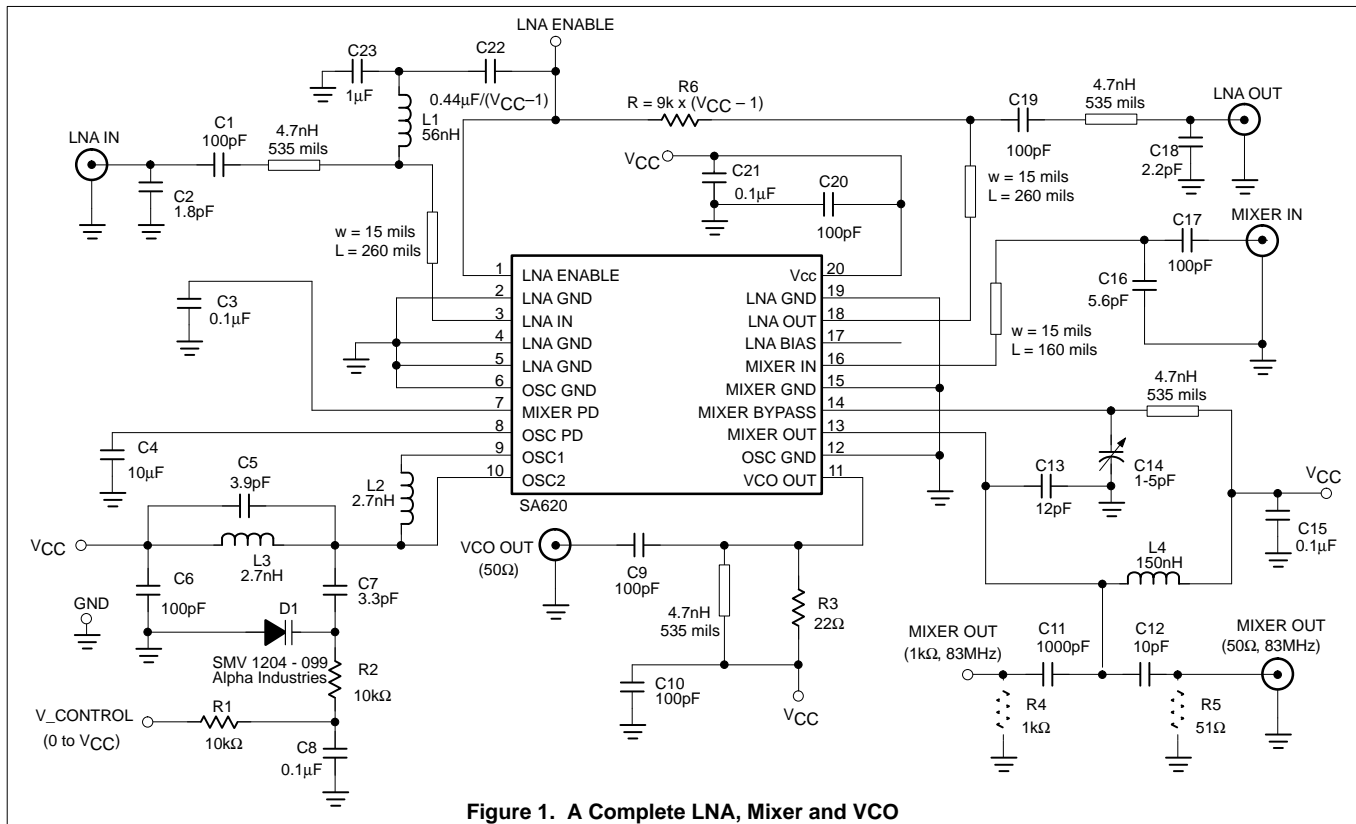 LNA ENABLE
C23
1µF
C22
0.44µF/(VCC–1)
L1
56nH
R6
R = 9k x (VCC – 1)
C19
100pF
4.7nH
535 mils
LNA OUT
C18
2.2pF
LNA IN
C1
100pF
4.7nH
535 mils
C2
1.8pF
w = 15 mils
L = 260 mils
VCC
C21
0.1µF
C20
100pF
w = 15 mils
L = 260 mils
MIXER IN
C17
100pF
C16
5.6pF
w = 15 mils
L = 160 mils
C3
0.1µF
1 LNA ENABLE
2 LNA GND
3 LNA IN
4 LNA GND
5 LNA GND
6 OSC GND
7 MIXER PD
8 OSC PD
9 OSC1
10 OSC2
Vcc 20
LNA GND 19
LNA OUT 18
LNA BIAS 17
MIXER IN 16
MIXER GND 15
MIXER BYPASS 14
MIXER OUT 13
OSC GND 12
VCO OUT 11
SA620
4.7nH
535 mils
C4
10µF
C5
3.9pF
L2
2.7nH
C13
12pF
C14
1-5pF
VCC
C15
0.1µF
VCC
L3
2.7nH
C6
100pF
C7
3.3pF
GND
D1
SMV 1204 - 099
Alpha Industries
R2
10kΩ
V_CONTROL
(0 to VCC)
R1
10kΩ
C8
0.1µF
VCO OUT
(50Ω)
C9
100pF
4.7nH
535 mils
R3
22Ω
C10
100pF
VCC
L4
150nH
MIXER OUT
(1kΩ, 83MHz)
C11
1000pF
C12
10pF
MIXER OUT
(50Ω, 83MHz)
R4
1kΩ
R5
51Ω
Figure 1. A Complete LNA, Mixer and VCO